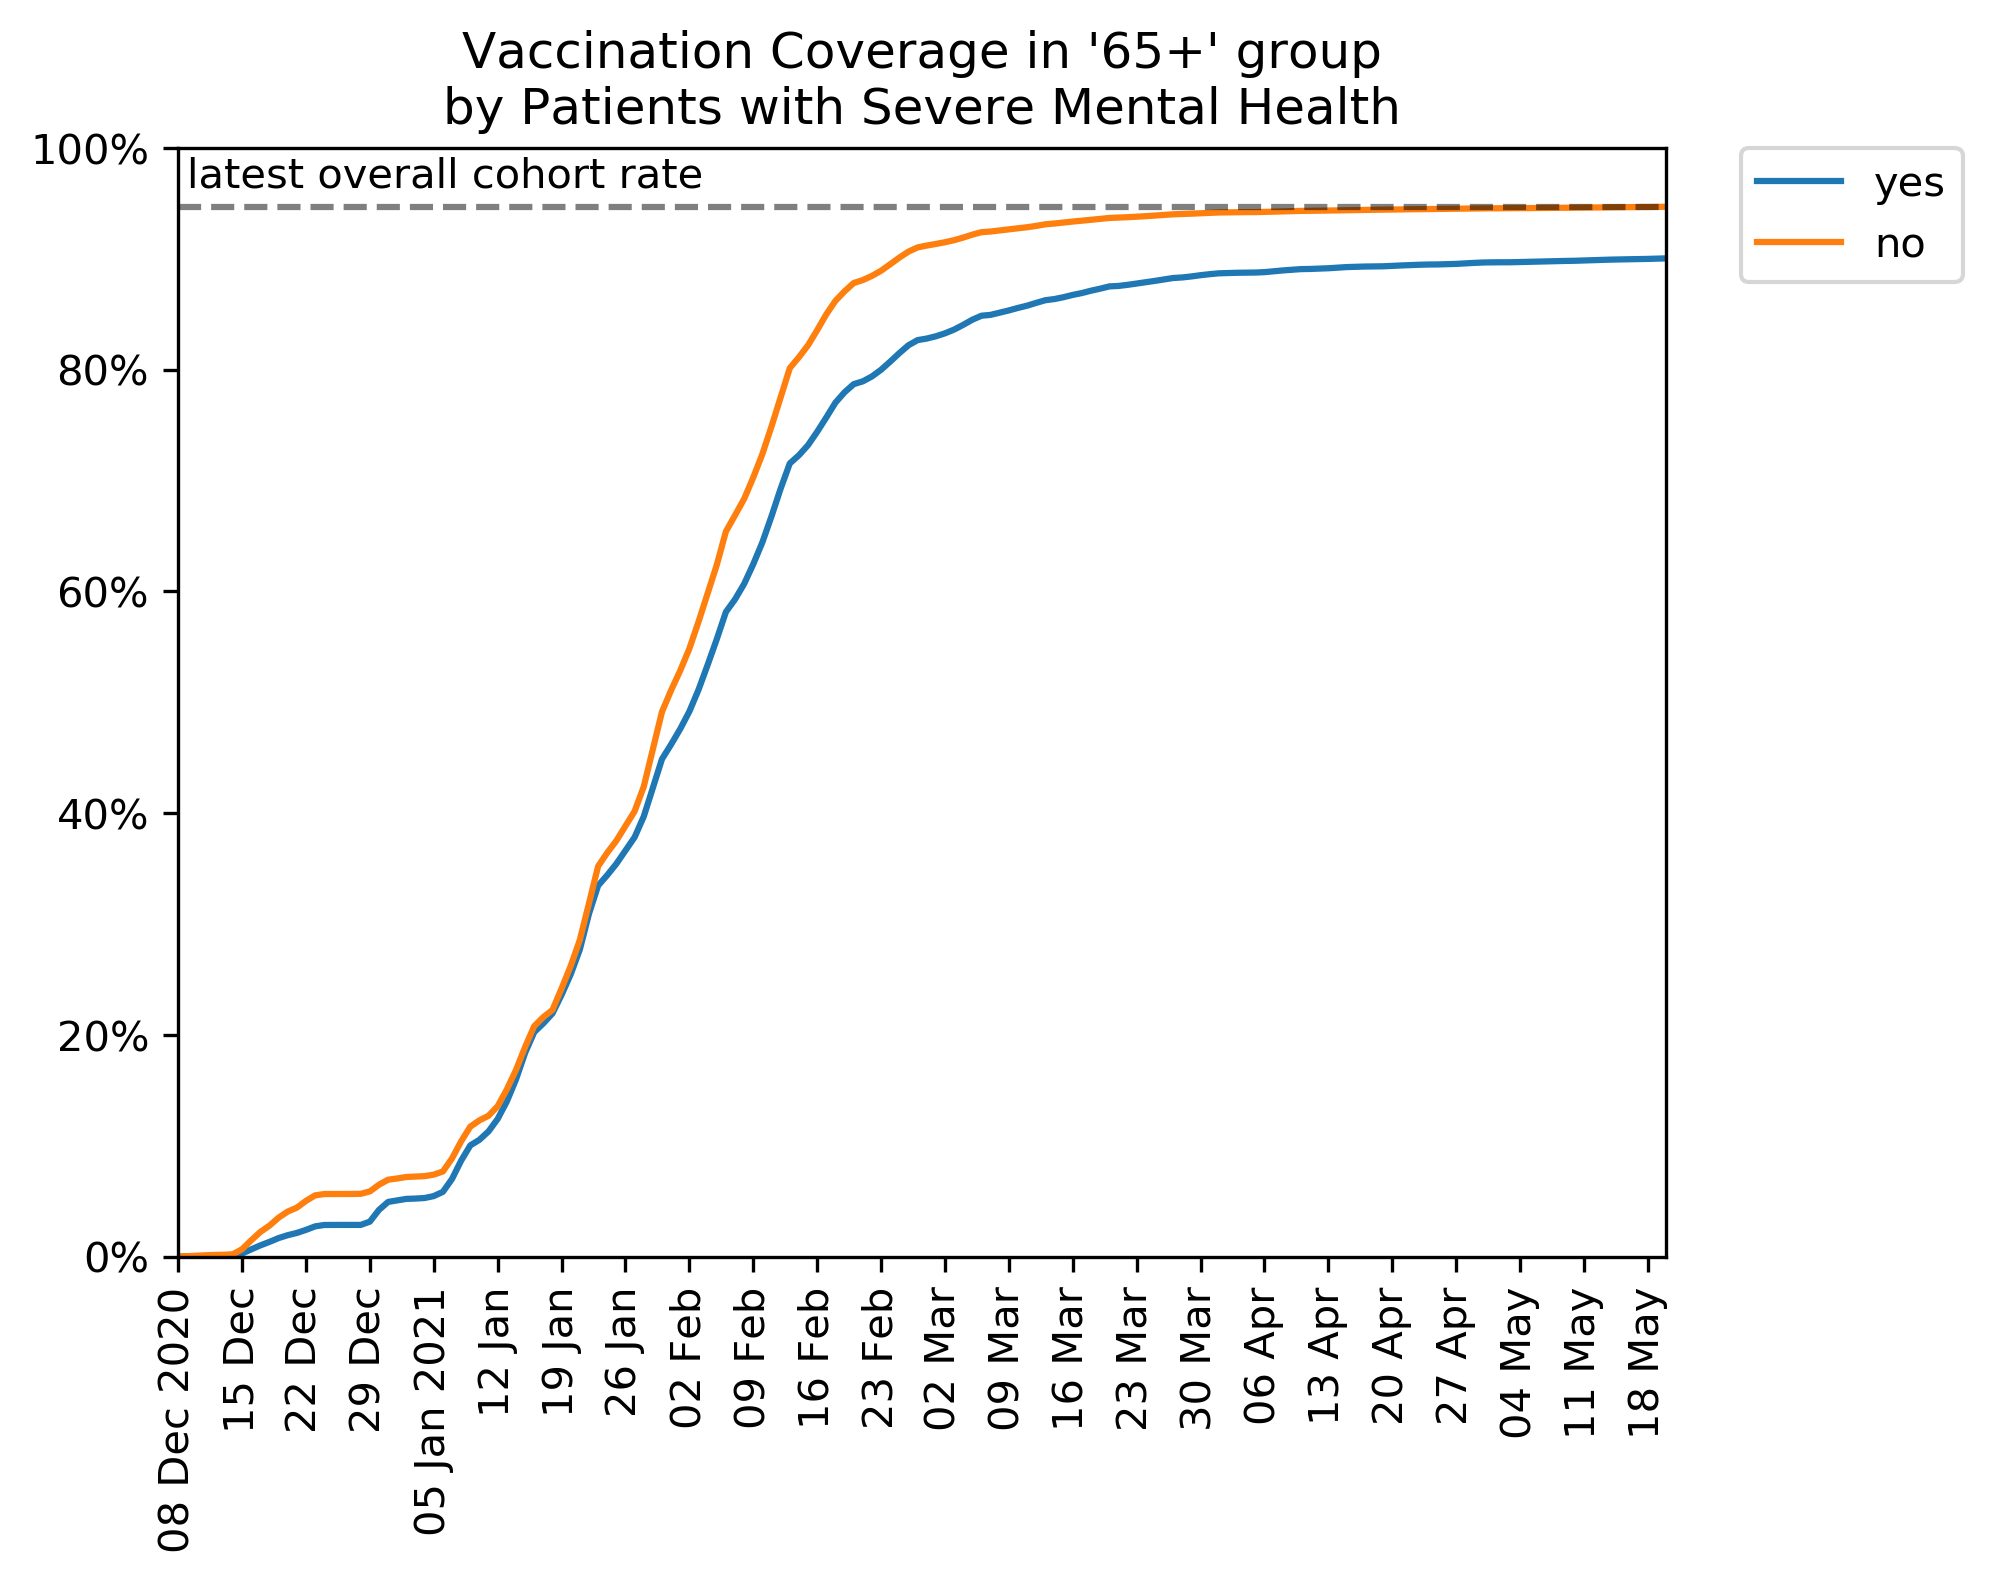 Vaccination Coverage in '65+' group
by Patients with Severe Mental Health
100%
80%
60%
40%
20%
0%
latest overall cohort rate
yes
no
08 Dec 2020
15 Dec
22 Dec
29 Dec
05 Jan 2021
12 Jan
19 Jan
26 Jan
02 Feb
09 Feb
16 Feb
23 Feb
02 Mar
09 Mar
16 Mar
23 Mar
30 Mar
06 Apr
13 Apr
20 Apr
27 Apr
04 May
11 May
18 May